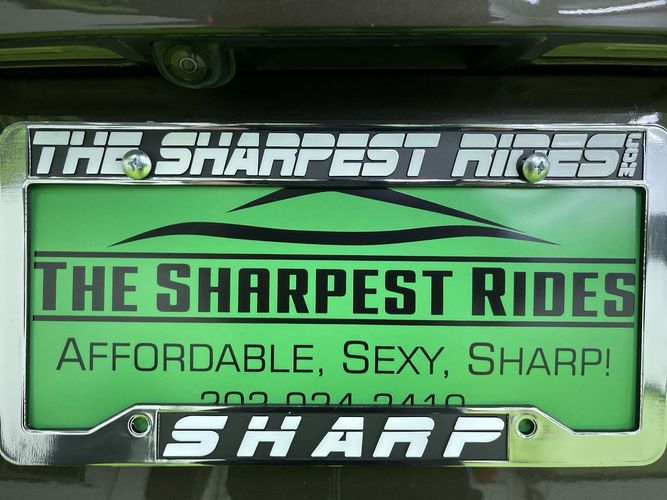 THE SHARPEST RIDES.COM
THE SHARPEST RIDES
AFFORDABLE, SEXY, SHARP!
SHARP